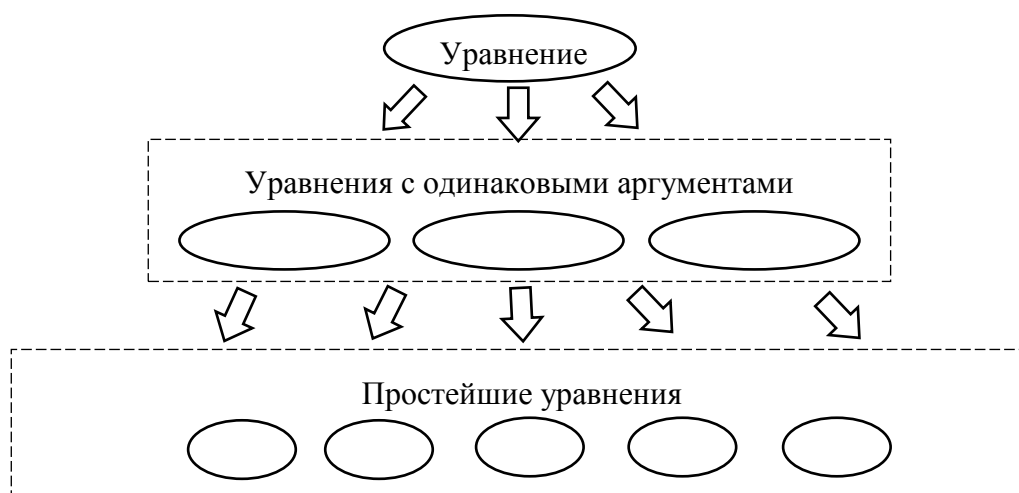 Уравнение
Уравнения с одинаковыми аргументами
Простейшие уравнения